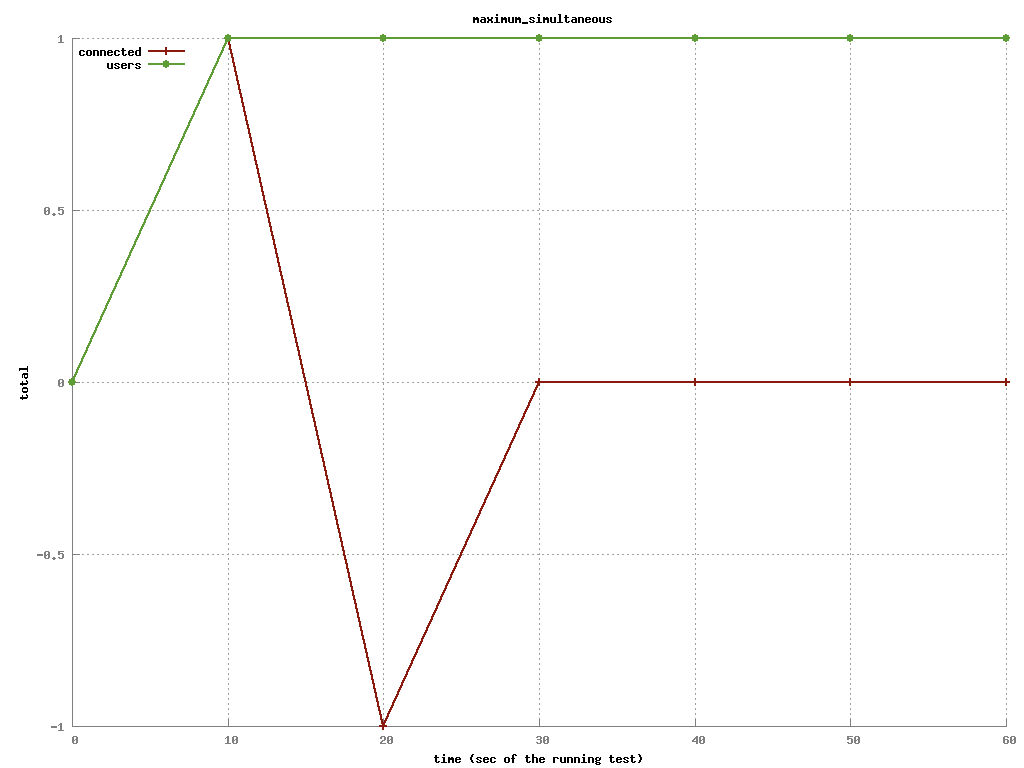 maximum_simultaneous
1
connected
users
0.5
0
total
-0.5
-1
0 10 20 30 40 50 60
time (sec of the running test)